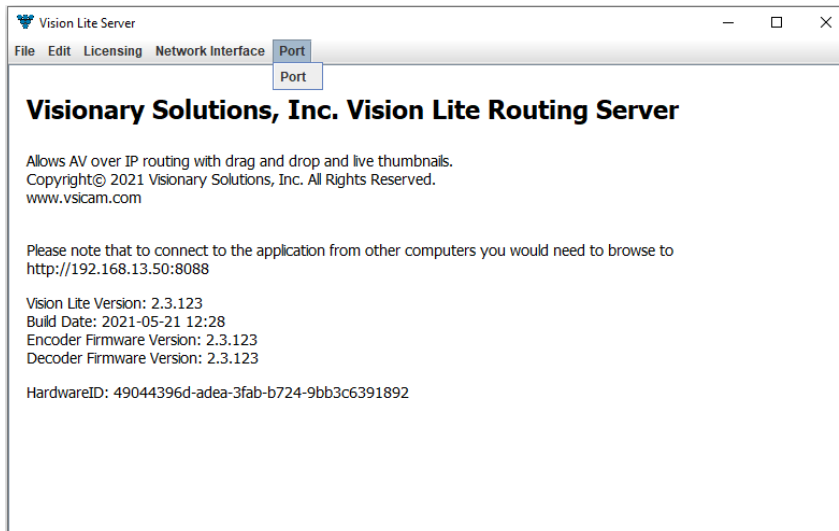 Vision Lite Server
File Edit Licensing Network Interface Port
Port
Visionary Solutions, Inc. Vision Lite Routing Server
Allows AV over IP routing with drag and drop and live thumbnails.
Copyright© 2021 Visionary Solutions, Inc. All Rights Reserved.
www.vsicam.com
Please note that to connect to the application from other computers you would need to browse to
http://192.168.13.50:8088
Vision Lite Version: 2.3.123
Build Date: 2021-05-21 12:28
Encoder Firmware Version: 2.3.123
Decoder Firmware Version: 2.3.123
HardwareID: 49044396d-adea-3fab-b724-9bb3c6391892